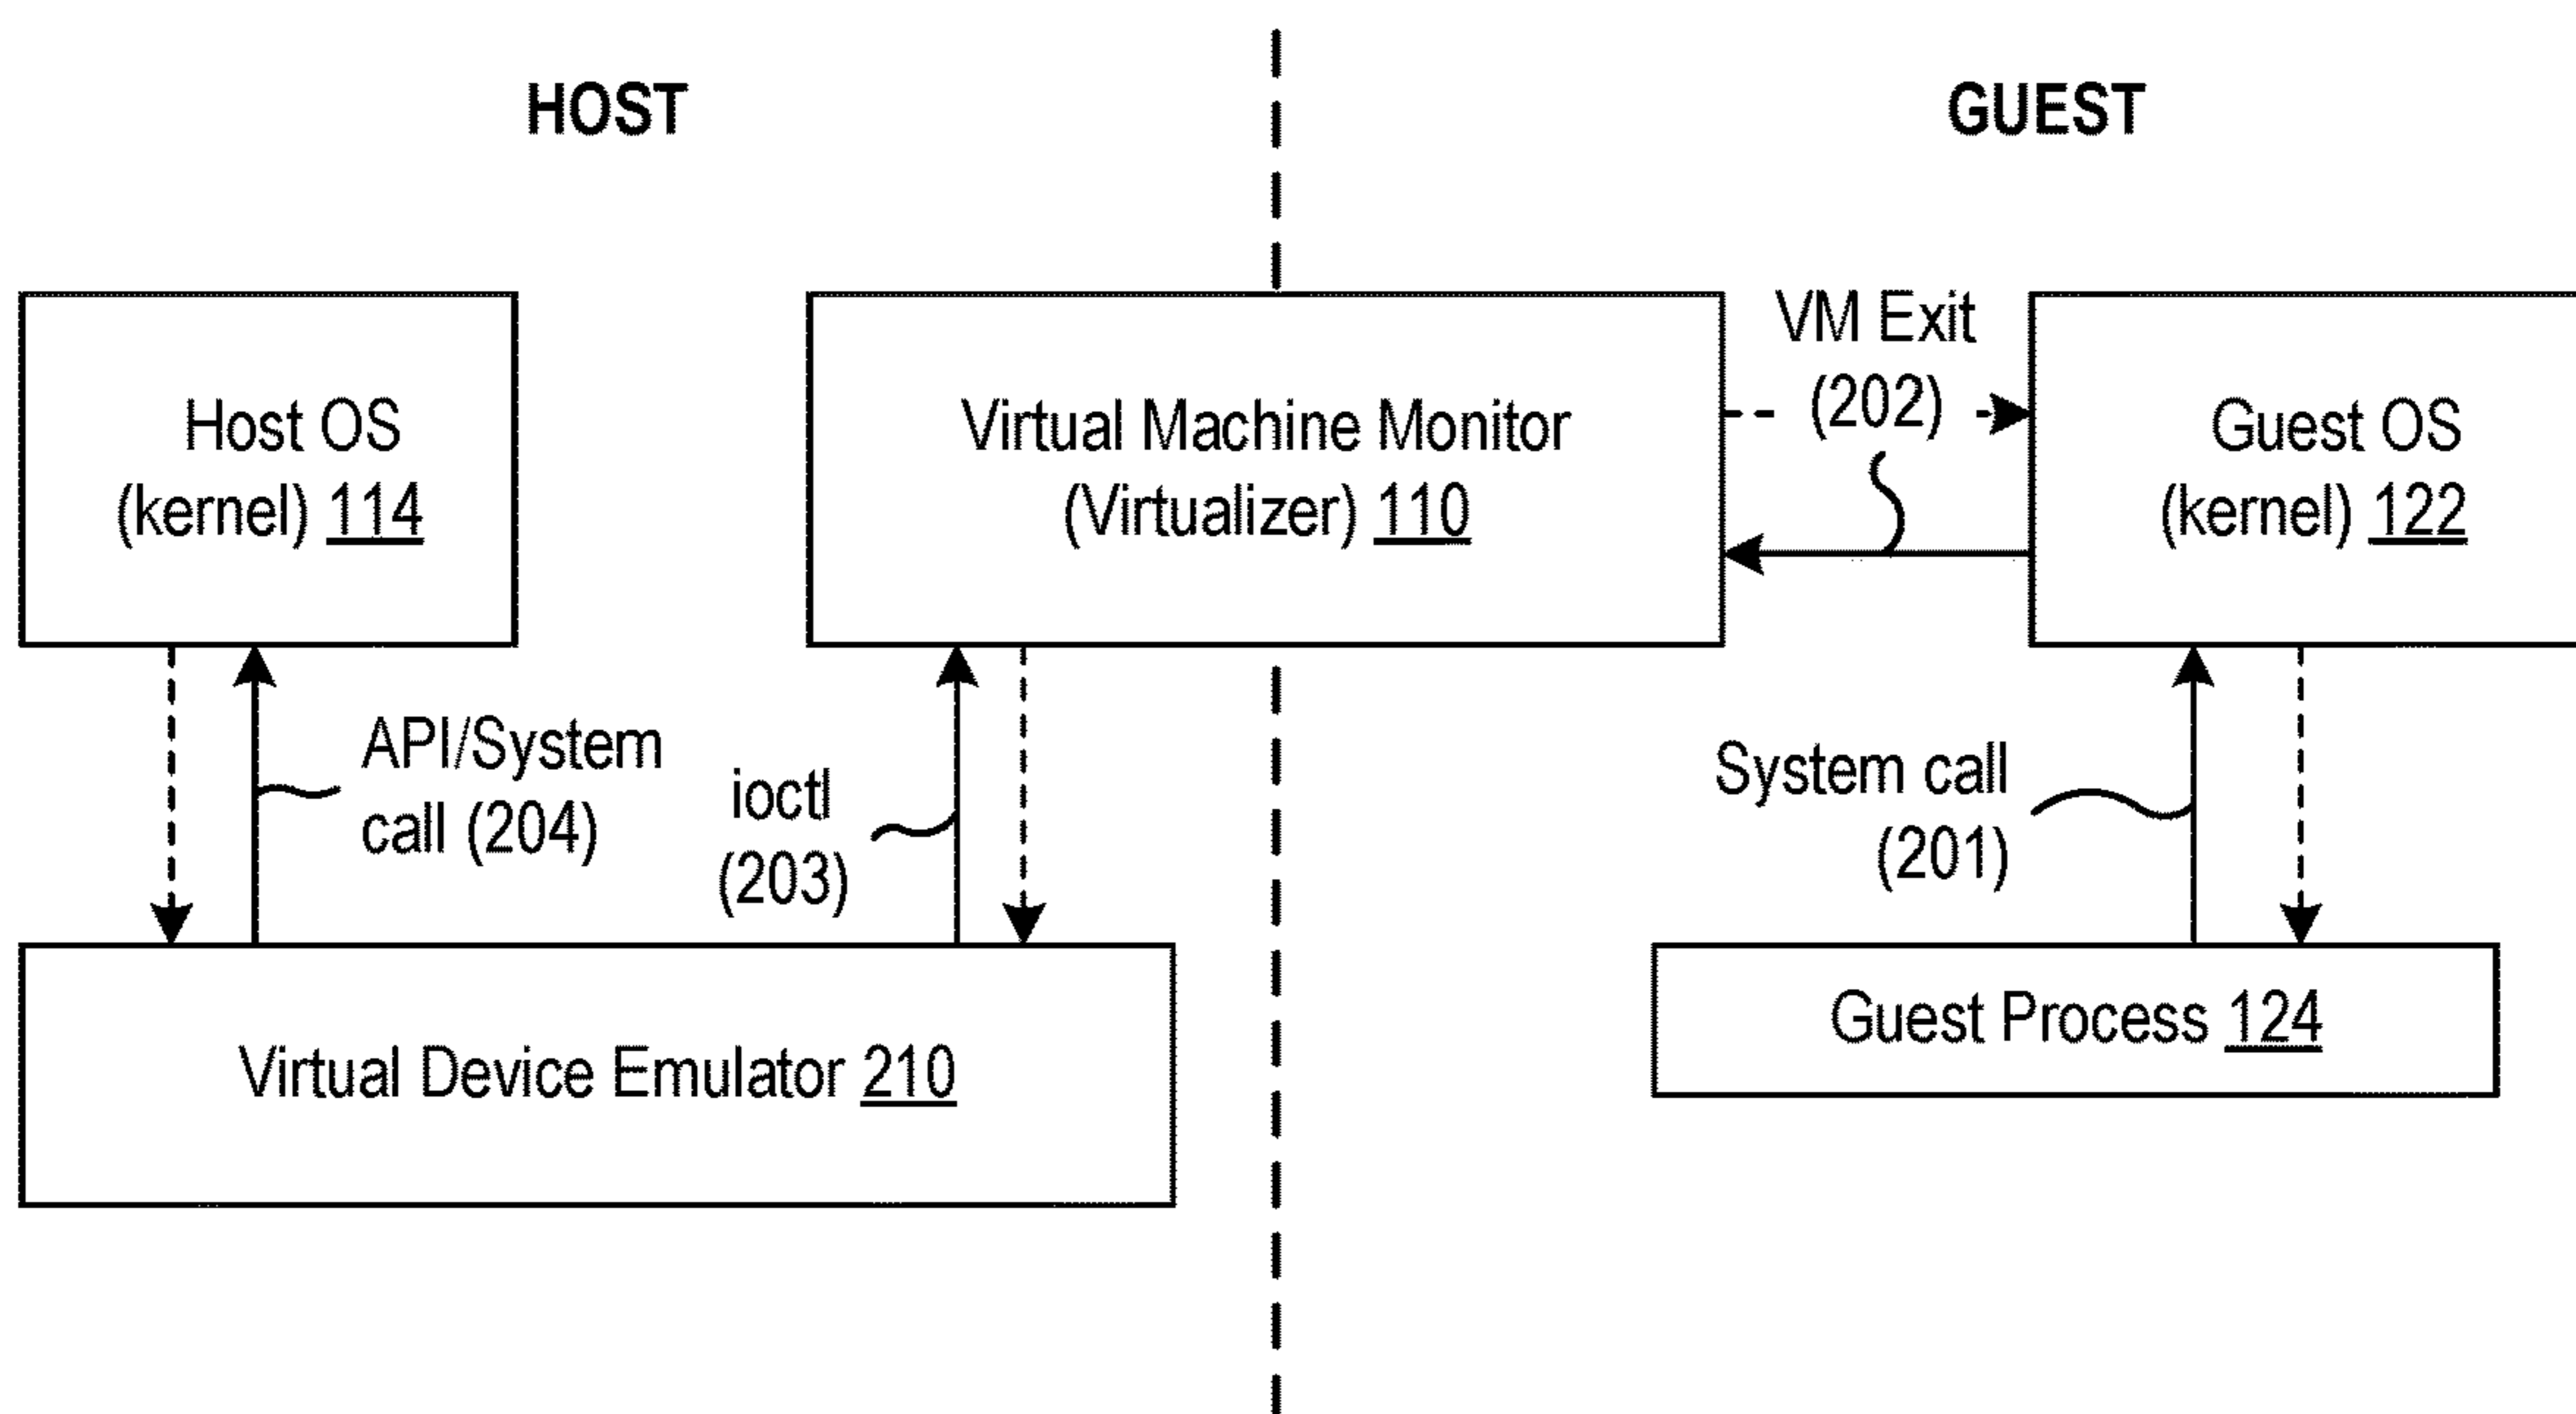 HOST
GUEST
Host OS
(kernel) 114
Virtual Machine Monitor
(Virtualizer) 110
VM Exit
(202)
Guest OS
(kernel) 122
API/System
call (204)
ioctl
(203)
System call
(201)
Virtual Device Emulator 210
Guest Process 124